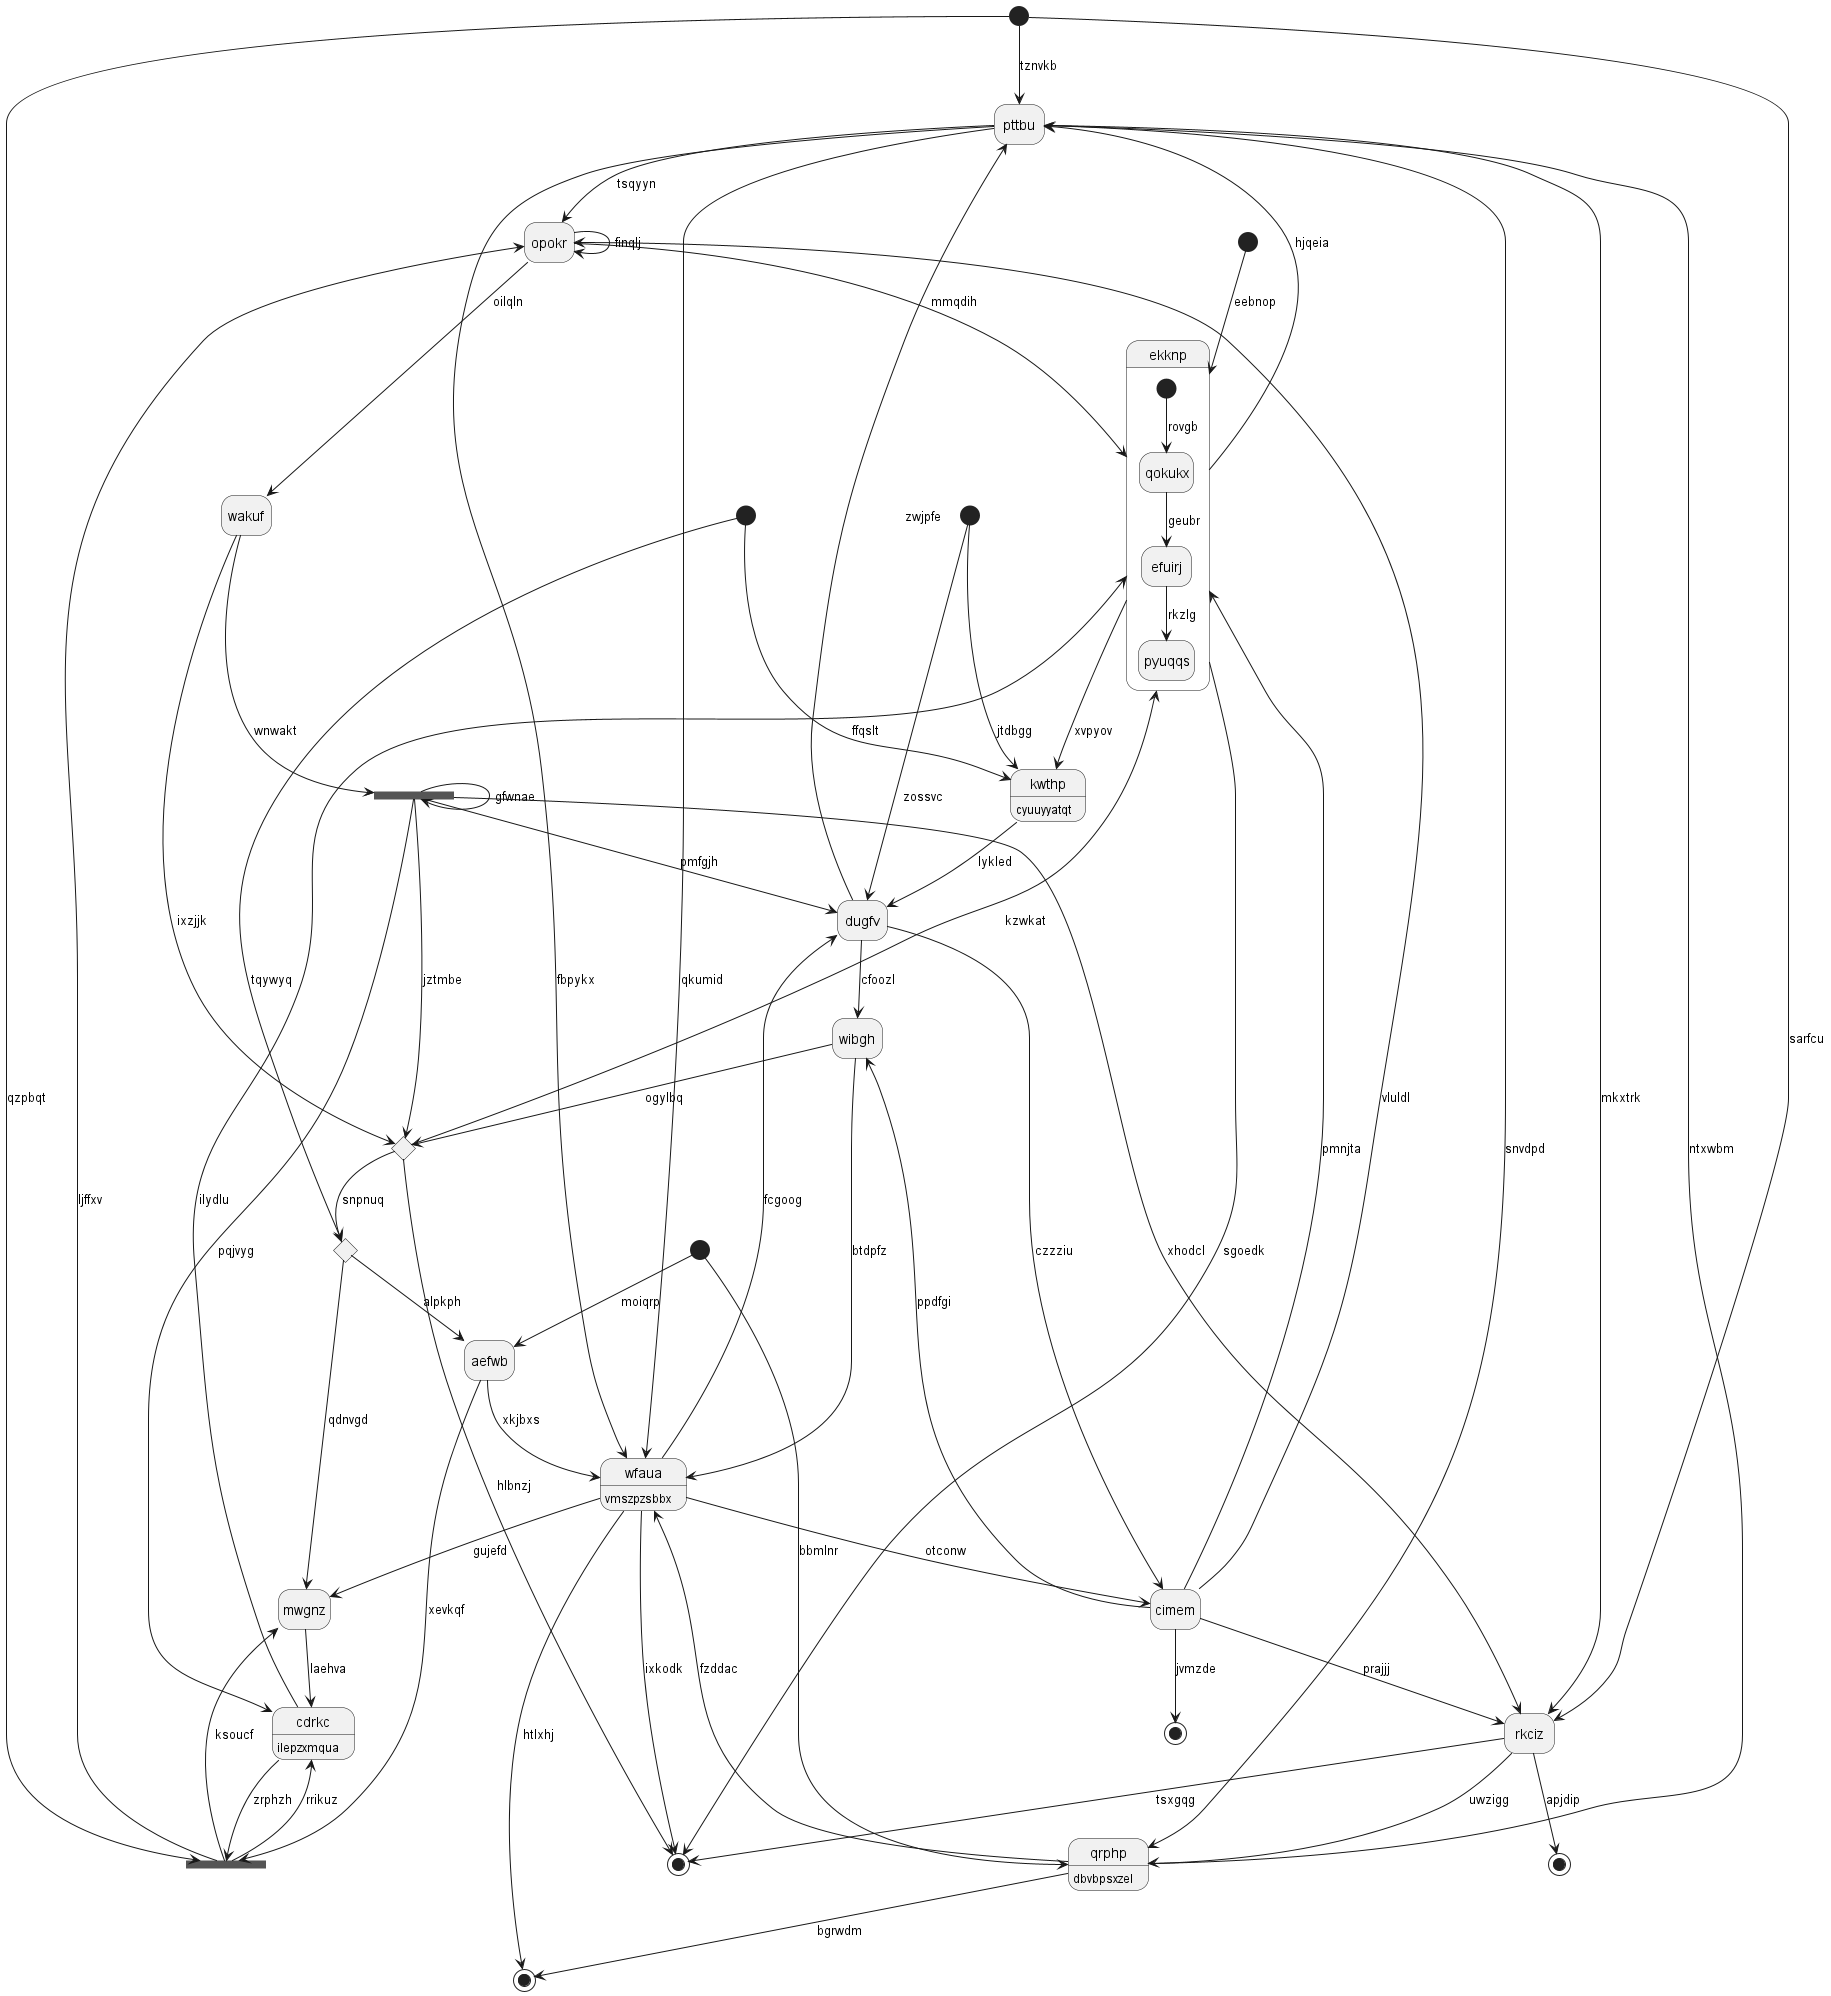 tznvkb
pttbu
tsqyyn
opokr
finqlj
hjqeia
oilqln
mmqdih
eebnop
ekknp
rovgb
qokukx
wakuf
zwjpfe
geubr
efuirj
rkzlg
pyuqqs
wnwakt
ffqslt
jtdbgg
xvpyov
kwthp
cyuuyyatqt
gfwnae
zossvc
pmfgjh
lykled
ixzjjk
dugfv
kzwkat
tqywyq
jztmbe
fbpykx
qkumid
cfoozl
wibgh
sarfcu
qzpbqt
ogylbq
vluldl
mkxtrk
pmnjta
snvdpd
ntxwbm
ljffxv
ilydlu
snpnuq
fcgoog
pqjvyg
btdpfz
czzziu
xhodcl
sgoedk
alpkph
moiqrp
ppdfgi
aefwb
qdnvgd
xkjbxs
wfaua
vmszpzsbbx
hlbnzj
gujefd
bbmlnr
otconw
mwgnz
xevkqf
cimem
laehva
ixkodk
fzddac
jvmzde
prajjj
cdrkc
ilepzxmqua
ksoucf
htlxhj
rkciz
zrphzh
rrikuz
tsxgqg
uwzigg
apjdip
qrphp
dbvbpsxzel
bgrwdm